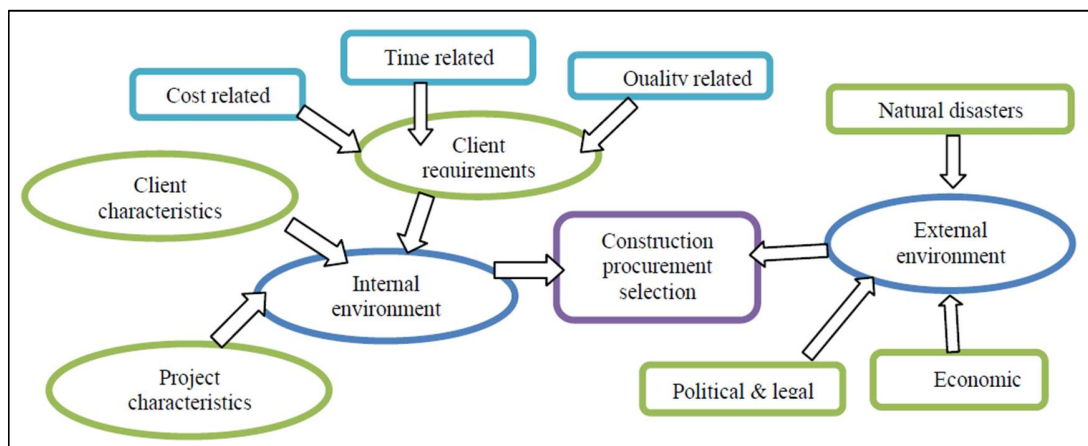 Time related
Quality related
Cost related
Natural disasters
Client
requirements
Client
characteristics
External
environment
Construction
procurement
selection
Internal
environment
Project
characteristics
Political & legal
Economic